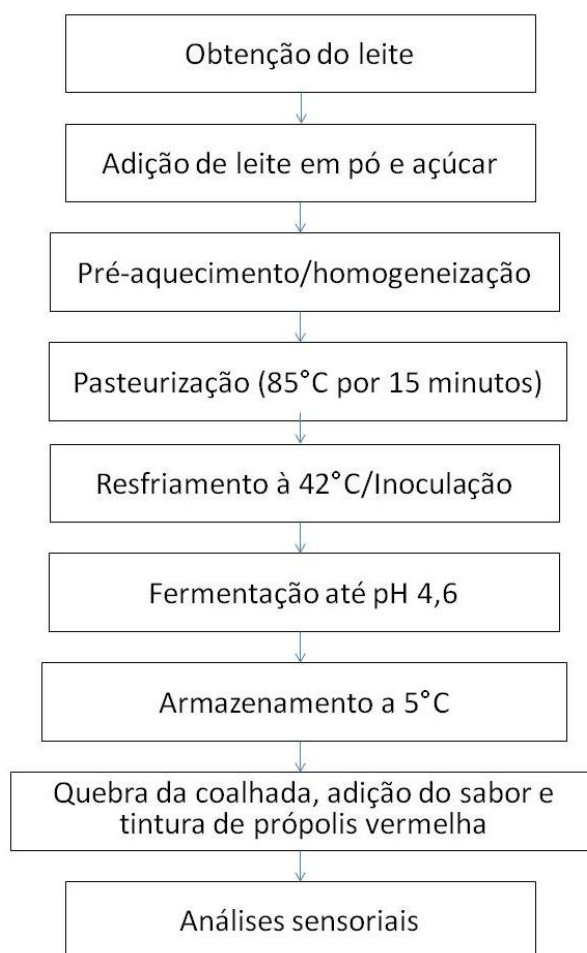 Obtenção do leite
Adição de leite em pó e açúcar
Pré-aquecimento/homogeneização
Pasteurização (85°C por 15 minutos)
Resfriamento à 42°C/Inoculação
Fermentação até pH 4,6
Armazenamento a 5°C
Quebra da coalhada, adição do sabor e
tintura de própolis vermelha
Análises sensoriais